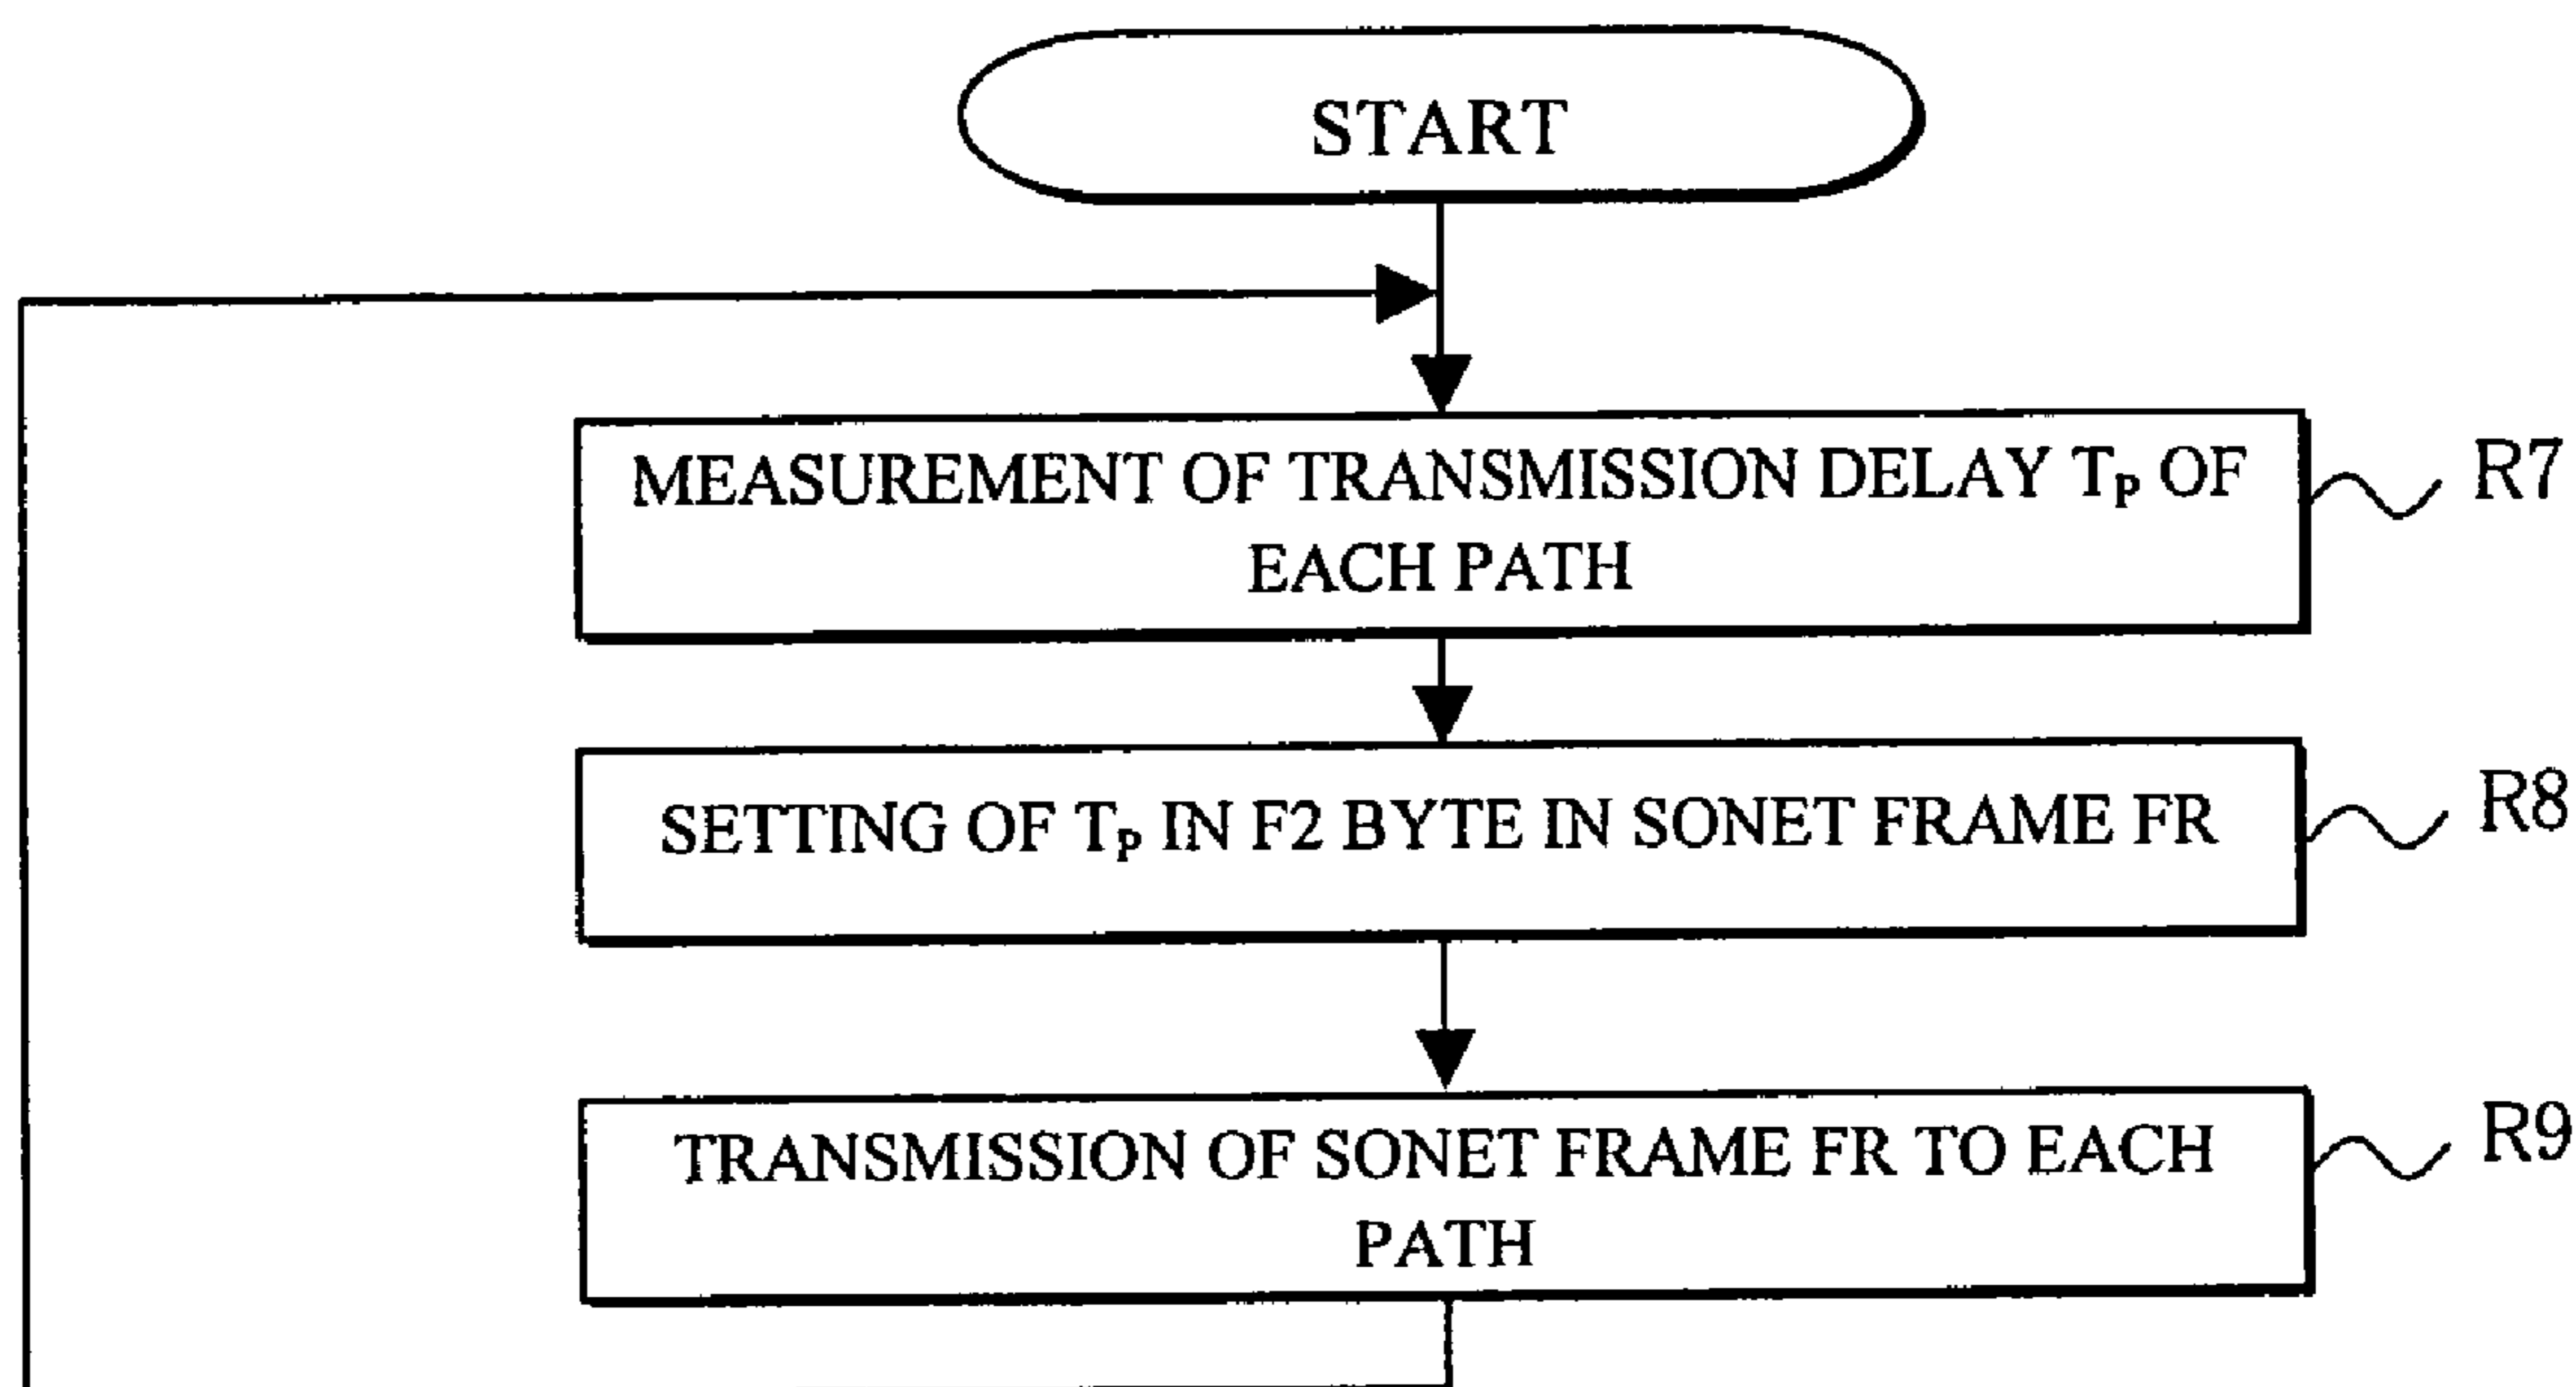 START
MEASUREMENT OF TRANSMISSION DELAY TP OF
EACH PATH
R7
SETTING OF TP IN F2 BYTE IN SONET FRAME FR
R8
TRANSMISSION OF SONET FRAME FR TO EACH
PATH
R9